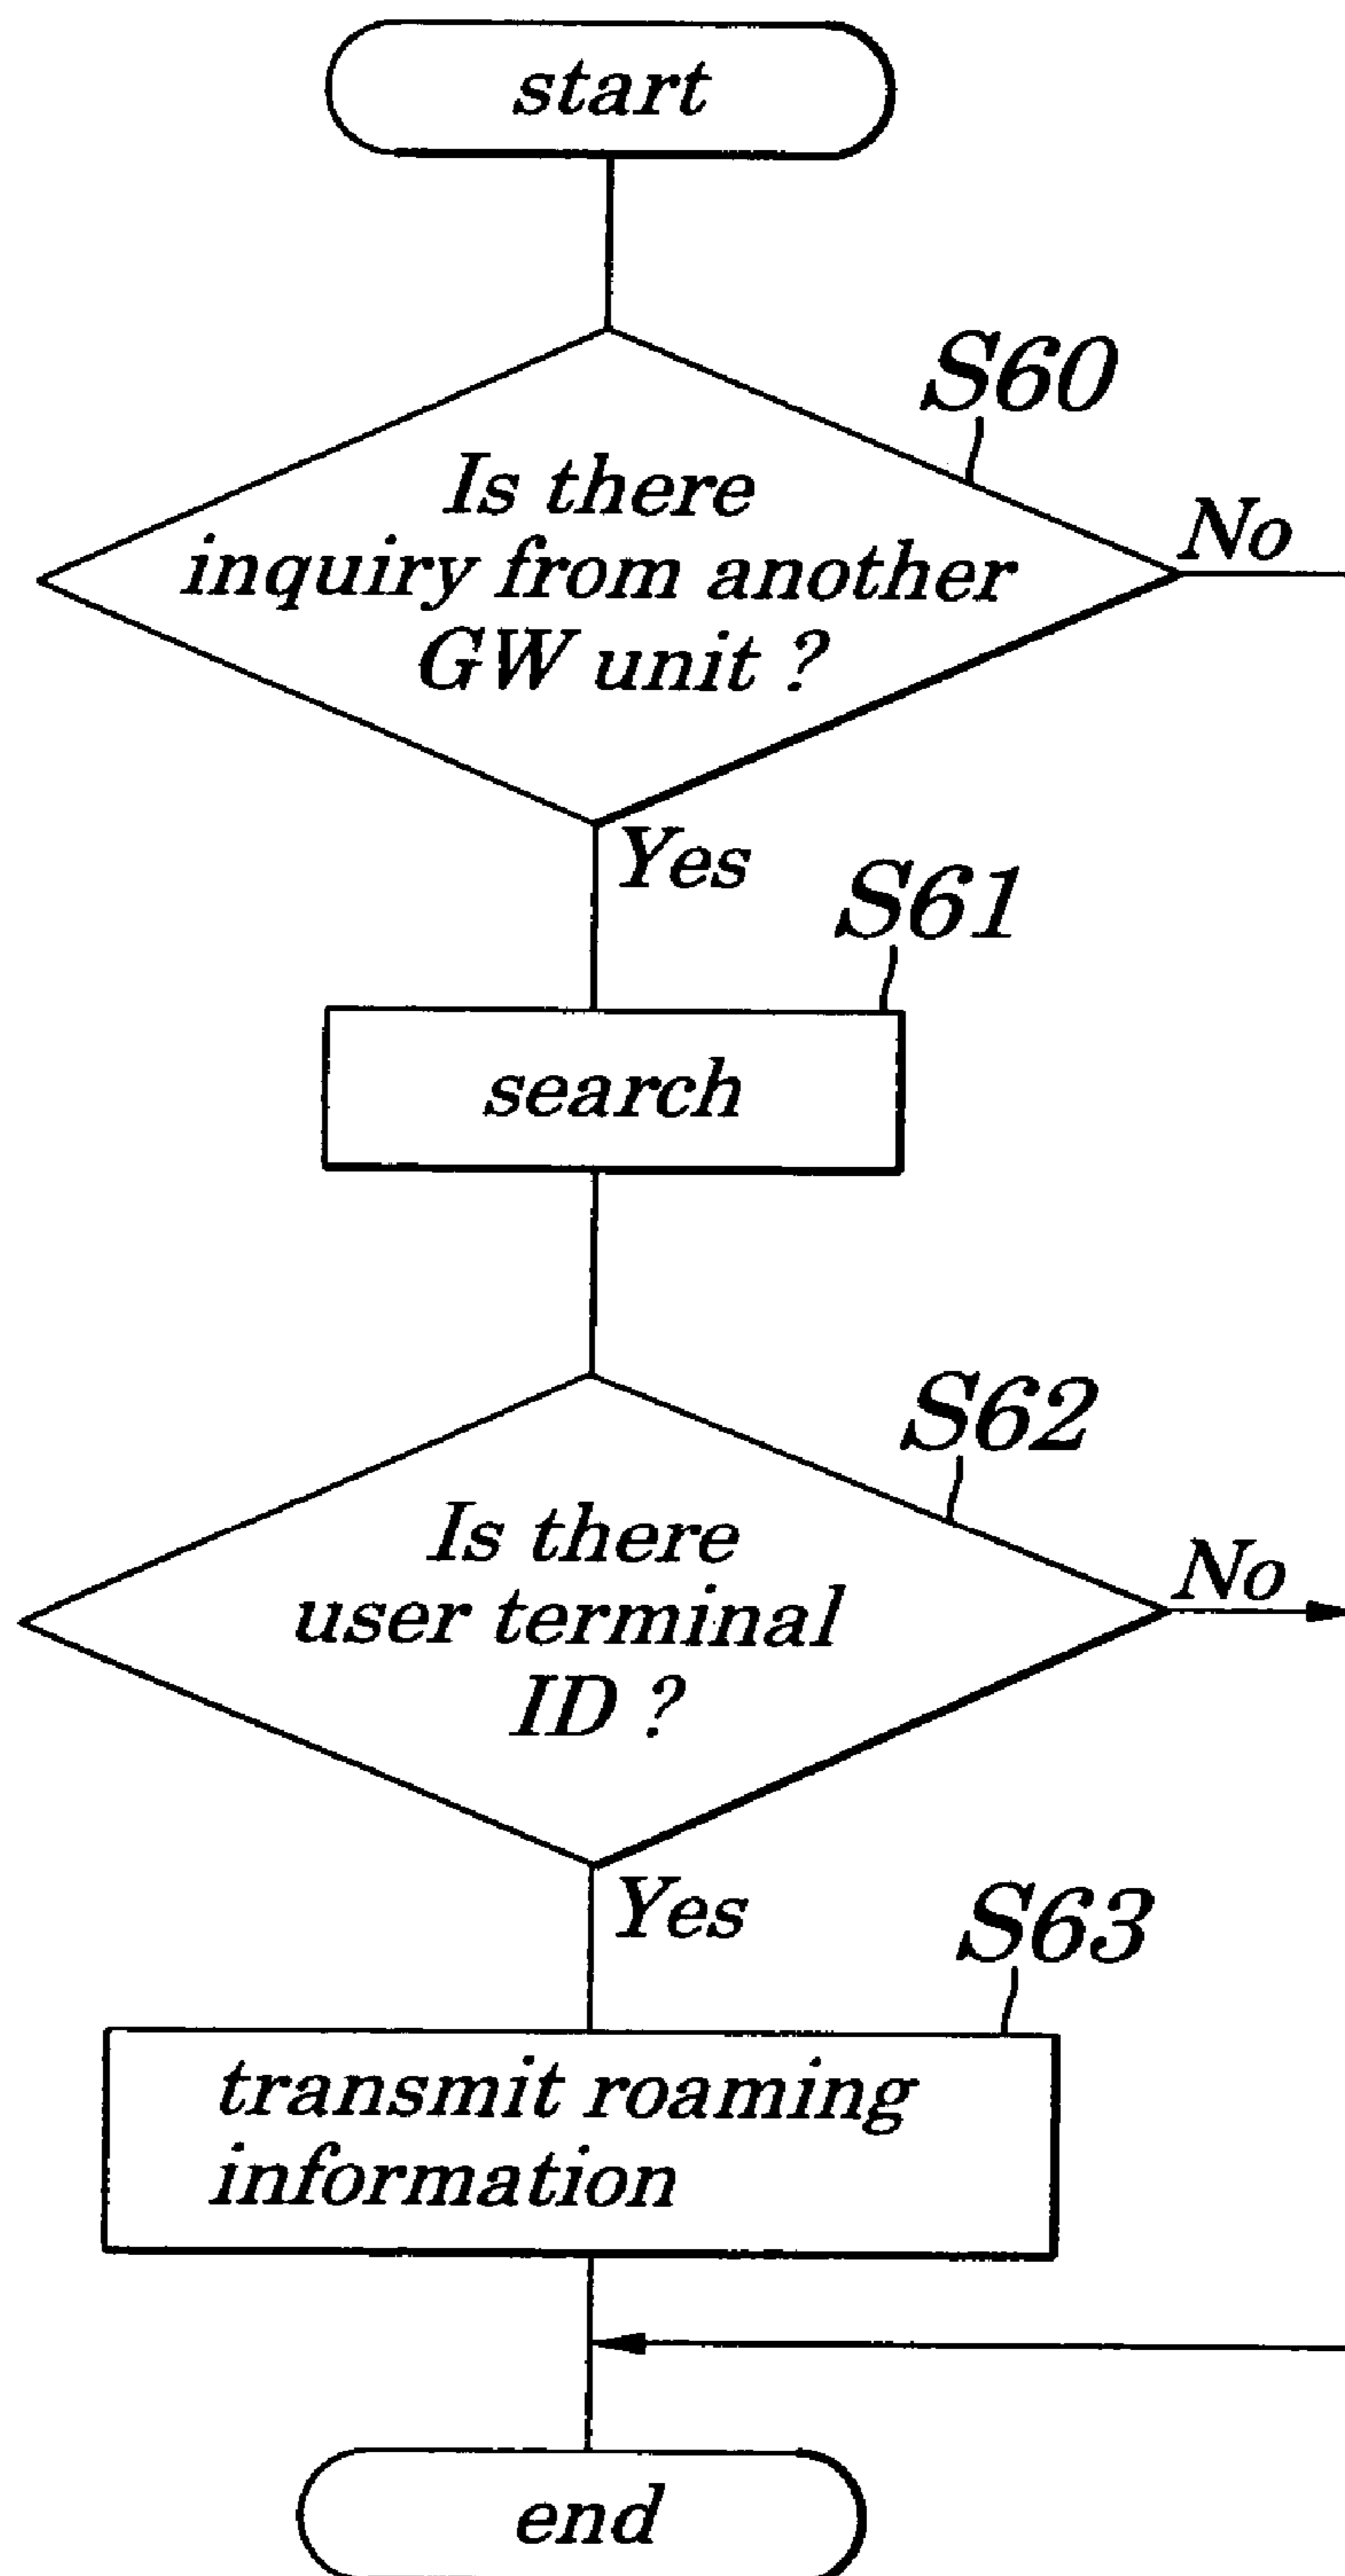 start
S60
Is there
inquiry from another
GW unit ?
No
Yes
S61
search
S62
Is there
user terminal
ID ?
No
Yes
S63
transmit roaming
information
end